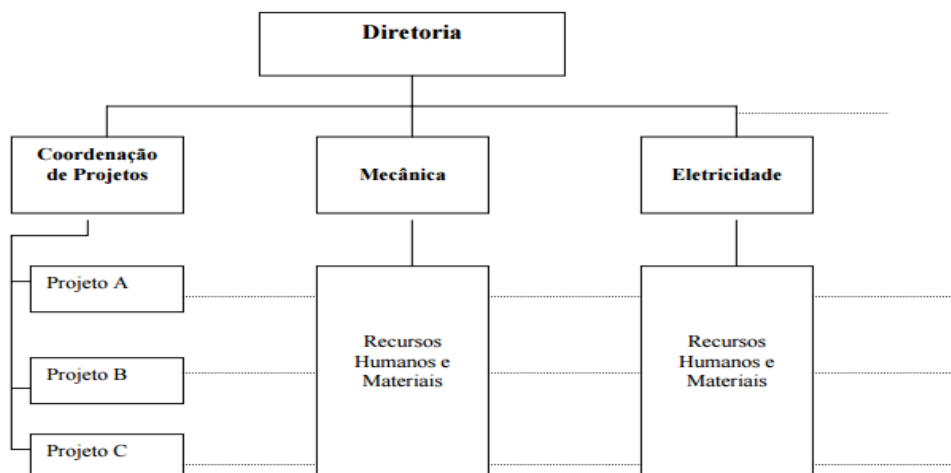 Diretoria
Coordenação
de Projetos
Mecânica
Eletricidade
Projeto A
Projeto B
Projeto C
Recursos
Humanos e
Materiais
Recursos
Humanos e
Materiais